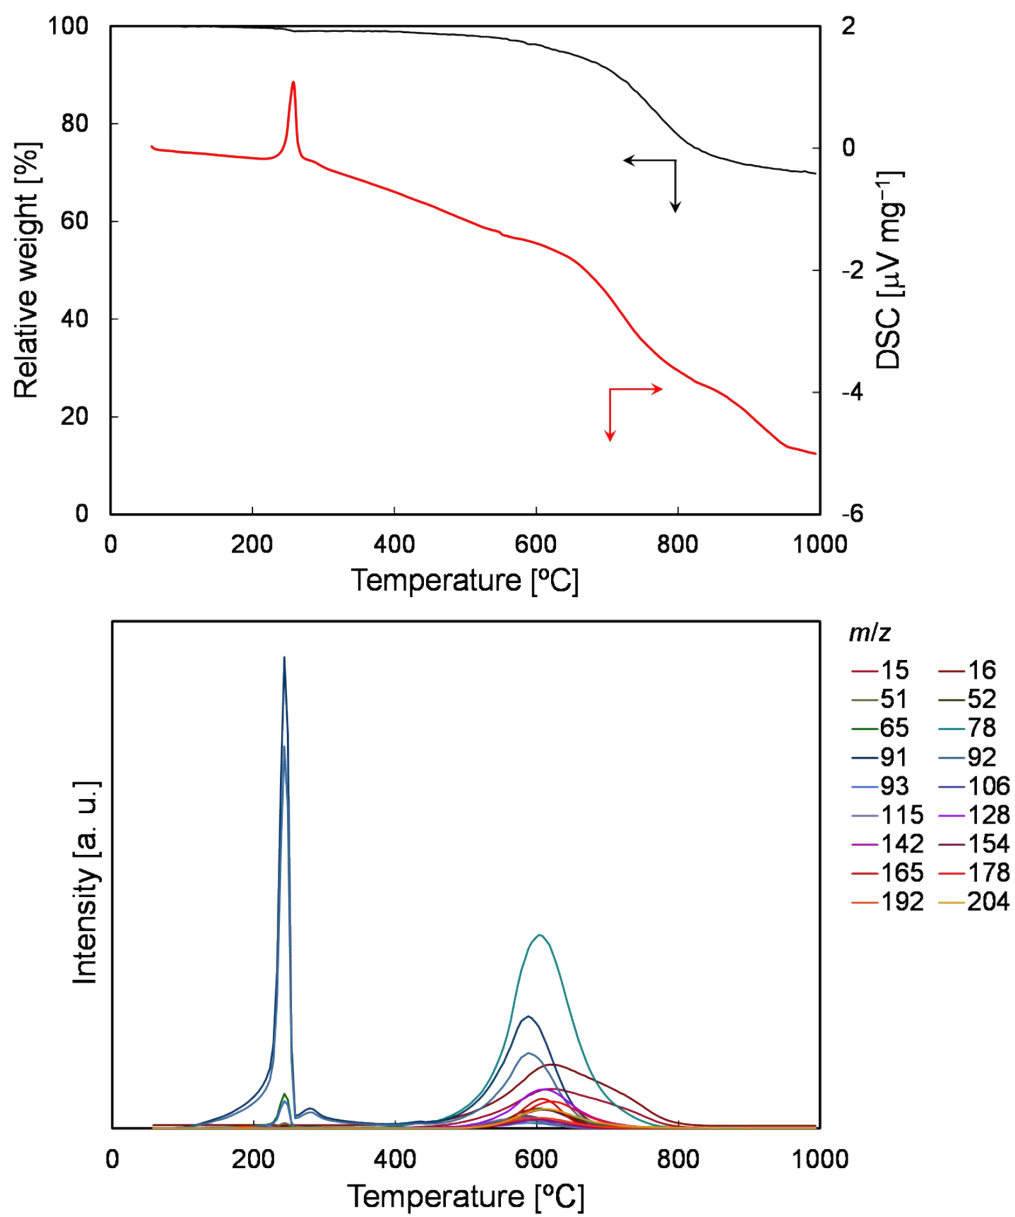 100
80
60
40
20
0
Relative weight [%]
2
0
-2
-4
-6
DSC [μV mg⁻¹]
0 200 400 600 800 1000
Temperature [ºC]
m/z
15 16
51 52
65 78
91 92
93 106
115 128
142 154
165 178
192 204
Intensity [a. u.]
0 200 400 600 800 1000
Temperature [ºC]